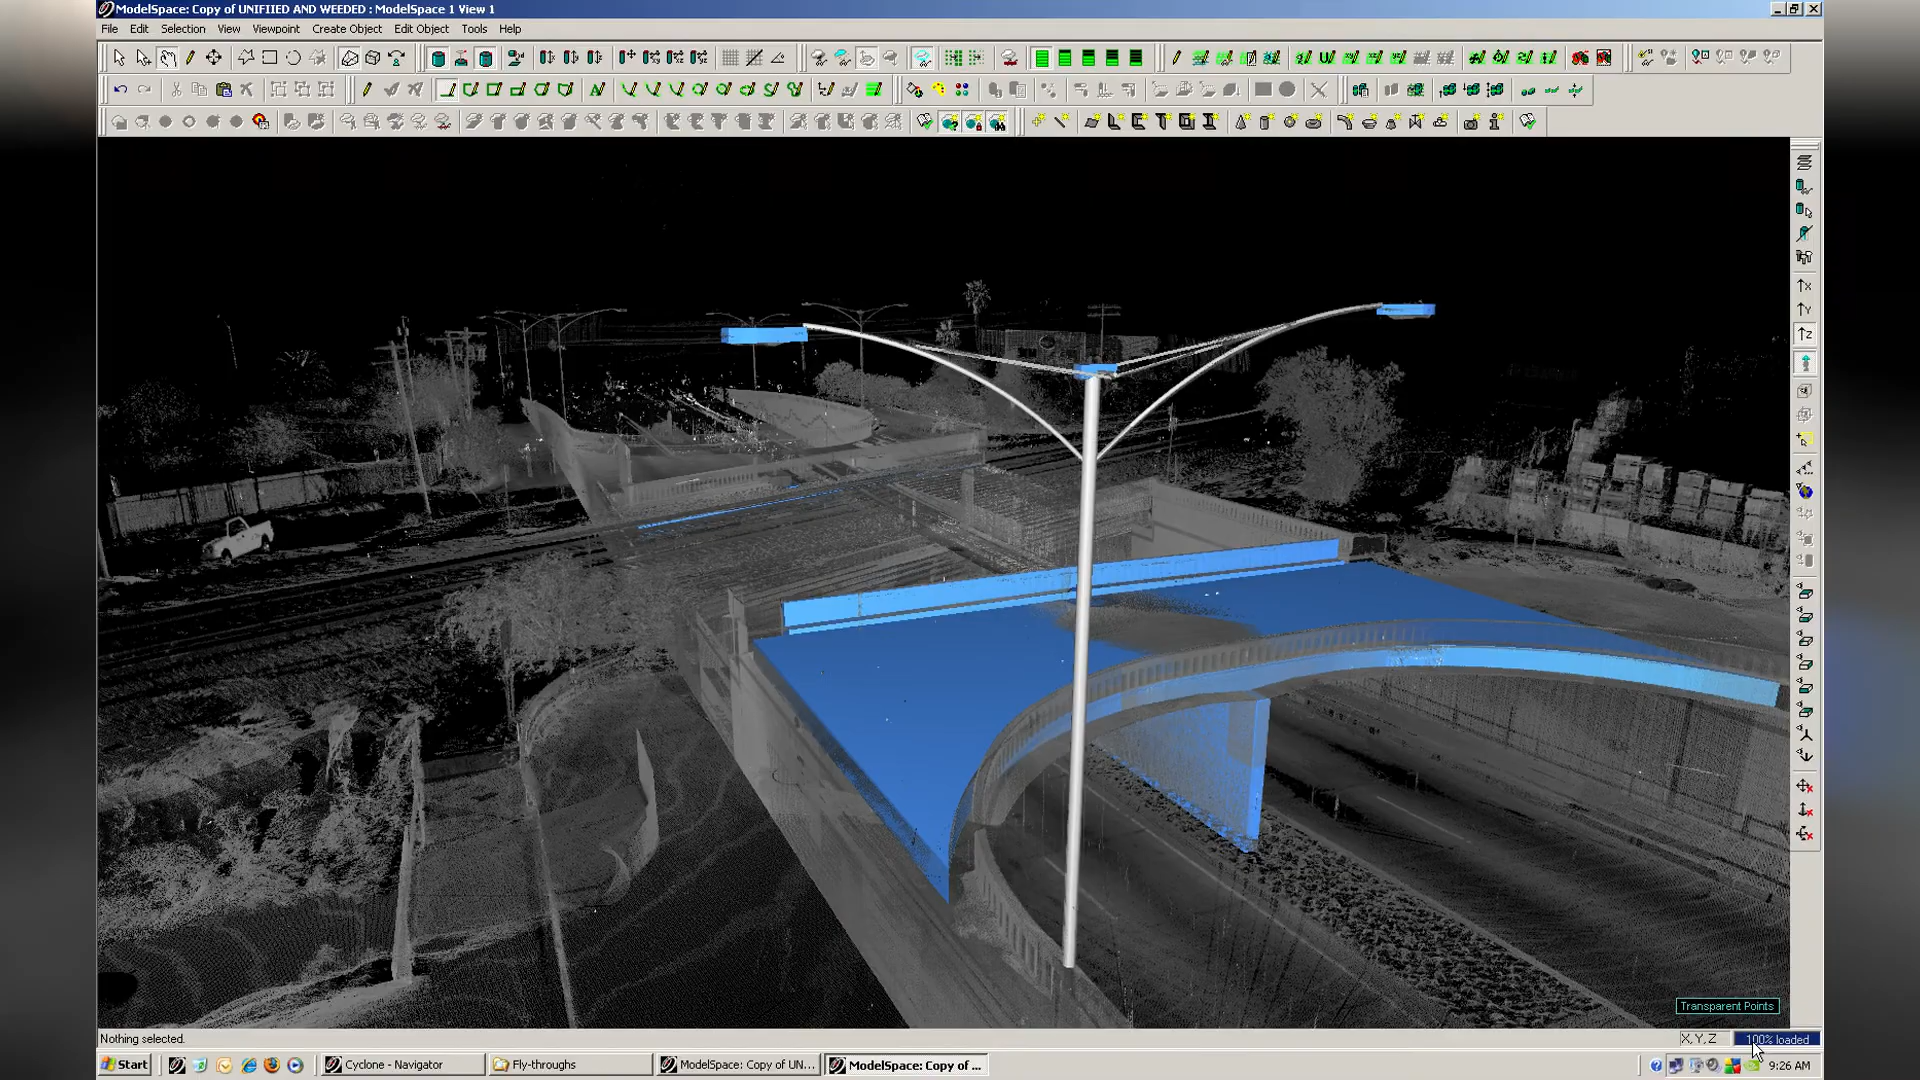 ModelSpace: Copy of UNIFIIED AND WEEDED : ModelSpace 1 View 1
File Edit Selection View Viewpoint Create Object Edit Object Tools Help
X
Y
Z
Transparent Points
Nothing selected.
X, Y, Z
100% loaded
Start
Cyclone - Navigator
Fly-throughs
ModelSpace: Copy of UN...
ModelSpace: Copy of ...
9:26 AM